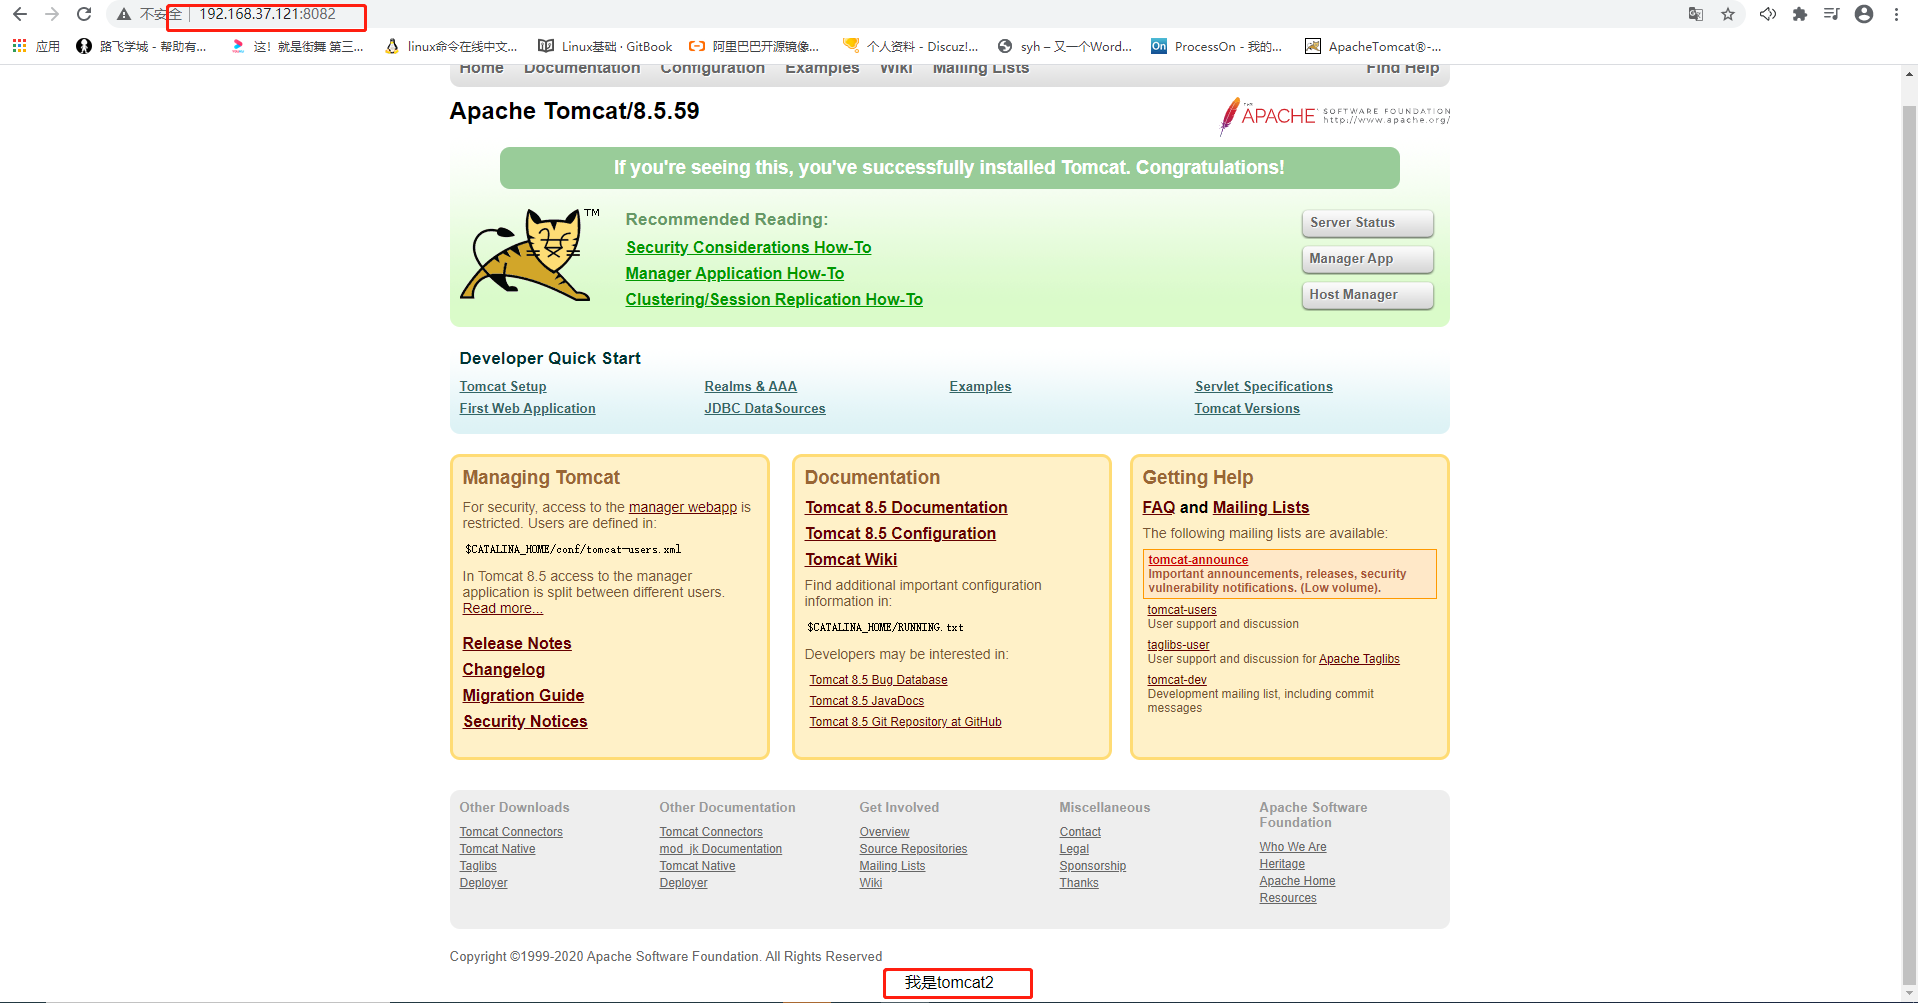 不安全 192.168.37.121:8082
应用 路飞学城 - 帮助有... 这！就是街舞 第三... linux命令在线中文... Linux基础 · GitBook 阿里巴巴开源镜像... 个人资料 - Discuz!... syh – 又一个Word... On ProcessOn - 我的... ApacheTomcat®-...
Home Documentation Configuration Examples Wiki Mailing Lists Find Help
Apache Tomcat/8.5.59
THE APACHE SOFTWARE FOUNDATION
http://www.apache.org/
If you're seeing this, you've successfully installed Tomcat. Congratulations!
TM
Recommended Reading:
Security Considerations How-To
Manager Application How-To
Clustering/Session Replication How-To
Server Status
Manager App
Host Manager
Developer Quick Start
Tomcat Setup
First Web Application
Realms & AAA
JDBC DataSources
Examples
Servlet Specifications
Tomcat Versions
Managing Tomcat
For security, access to the manager webapp is
restricted. Users are defined in:
$CATALINA_HOME/conf/tomcat-users.xml
In Tomcat 8.5 access to the manager
application is split between different users.
Read more...
Release Notes
Changelog
Migration Guide
Security Notices
Documentation
Tomcat 8.5 Documentation
Tomcat 8.5 Configuration
Tomcat Wiki
Find additional important configuration
information in:
$CATALINA_HOME/RUNNING.txt
Developers may be interested in:
Tomcat 8.5 Bug Database
Tomcat 8.5 JavaDocs
Tomcat 8.5 Git Repository at GitHub
Getting Help
FAQ and Mailing Lists
The following mailing lists are available:
tomcat-announce
Important announcements, releases, security
vulnerability notifications. (Low volume).
tomcat-users
User support and discussion
taglibs-user
User support and discussion for Apache Taglibs
tomcat-dev
Development mailing list, including commit
messages
Other Downloads
Tomcat Connectors
Tomcat Native
Taglibs
Deployer
Other Documentation
Tomcat Connectors
mod_jk Documentation
Tomcat Native
Deployer
Get Involved
Overview
Source Repositories
Mailing Lists
Wiki
Miscellaneous
Contact
Legal
Sponsorship
Thanks
Apache Software
Foundation
Who We Are
Heritage
Apache Home
Resources
Copyright ©1999-2020 Apache Software Foundation. All Rights Reserved
我是tomcat2